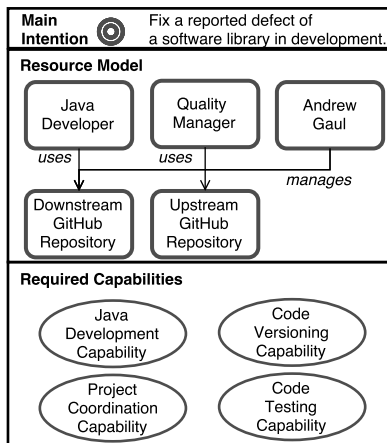 Main
Intention
Fix a reported defect of
a software library in development.
Resource Model
Java
Developer
Quality
Manager
Andrew
Gaul
uses
uses
manages
Downstream
GitHub
Repository
Upstream
GitHub
Repository
Required Capabilities
Java
Development
Capability
Code
Versioning
Capability
Project
Coordination
Capability
Code
Testing
Capability